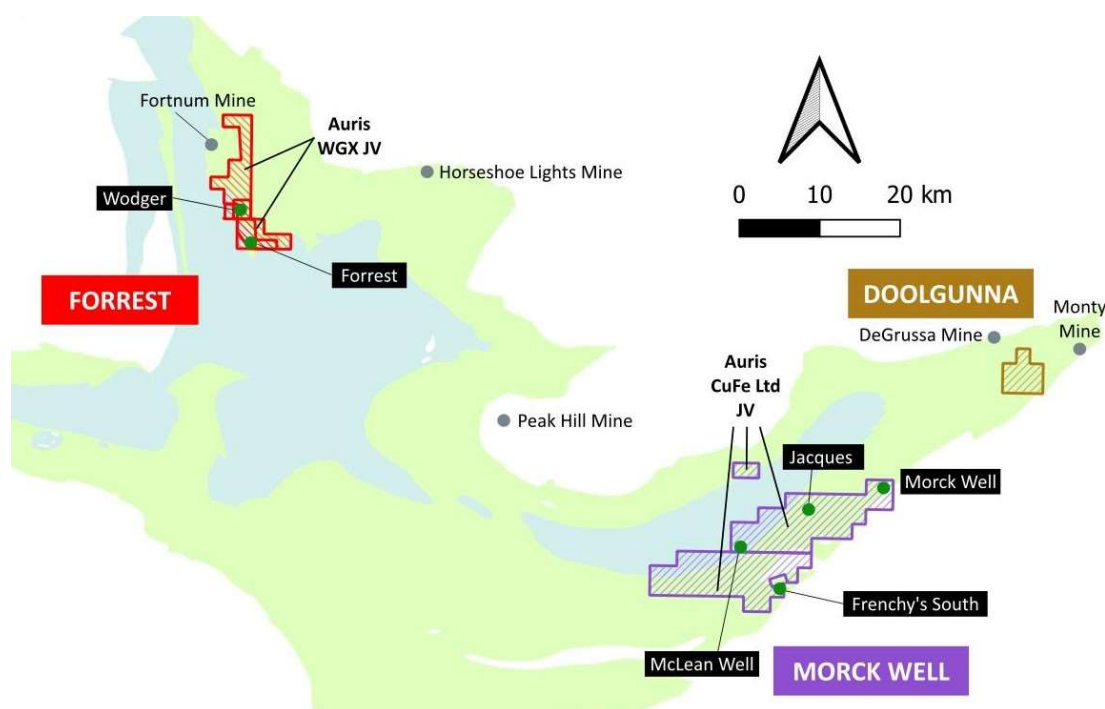 Fortnum Mine
Auris
WGX JV
Horseshoe Lights Mine
Wodger
Forrest
FORREST
0 10 20 km
DOOLGUNNA
Monty
Mine
DeGrussa Mine
Auris
CuFe Ltd
JV
Peak Hill Mine
Jacques
Morck Well
Frenchy's South
McLean Well
MORCK WELL